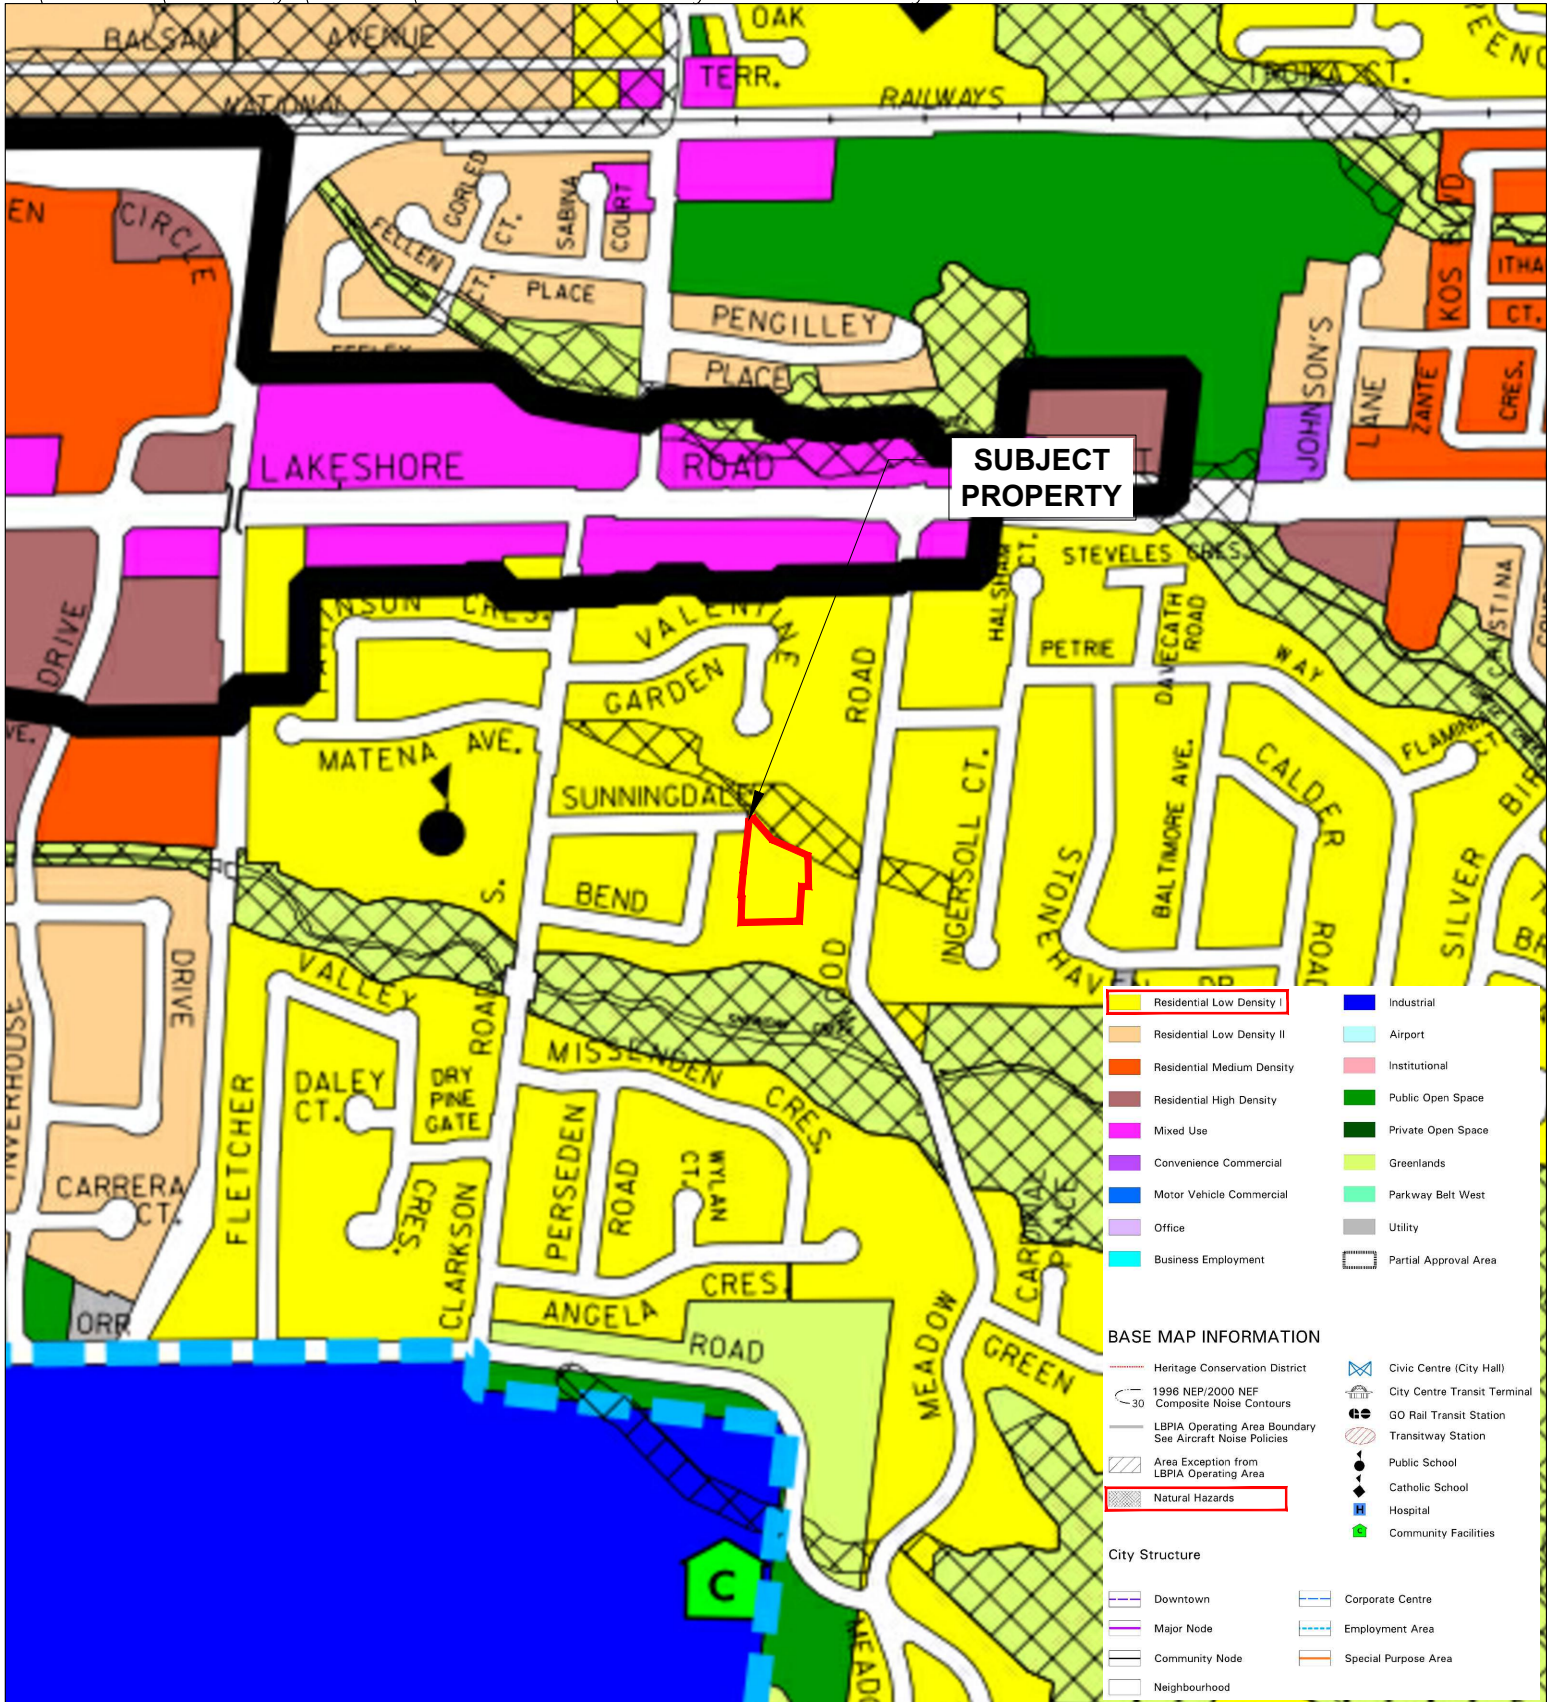 BALSAM AVENUE
OAK
TERR.
NATIONAL
RAILWAYS
TROIKA CT.
EN
CIRCLE
CORLED
CT.
SABINA
COURT
FELLEN
CT.
PLACE
PENGILLEY
PLACE
JOHNSON'S
LANE
KOS BLVD
ZANTE
CRES.
CT.
LAKESHORE ROAD
SUBJECT
PROPERTY
HALSHAM
CT.
STEVELES CRES.
DRIVE
CRES.
VALENTINE
GARDEN
ROAD
PETRIE
WAY
DAVECATH
ROAD
MATENA AVE.
SUNNINGDALE
BEND
INGERSOLL CT.
STONEHAVEN DR
BALTIMORE AVE.
CALDER
ROAD
SILVER
DRIVE
VALLEY
CRES.
FLETCHER
DALEY
CT.
DRY
PINE
GATE
CLARKSON
ROAD
S.
MISSENDEN
CRES.
PERSEDEN
ROAD
WYLAN
CT.
CARRERA
CT.
ORR
ANGELA
CRES.
ROAD
MEADOW
GREEN
C
Residential Low Density I
Residential Low Density II
Residential Medium Density
Residential High Density
Mixed Use
Convenience Commercial
Motor Vehicle Commercial
Office
Business Employment
Industrial
Airport
Institutional
Public Open Space
Private Open Space
Greenlands
Parkway Belt West
Utility
Partial Approval Area
BASE MAP INFORMATION
Heritage Conservation District
1996 NEP/2000 NEF
Composite Noise Contours
30
LBPIA Operating Area Boundary
See Aircraft Noise Policies
Area Exception from
LBPIA Operating Area
Natural Hazards
Civic Centre (City Hall)
City Centre Transit Terminal
GO Rail Transit Station
Transitway Station
Public School
Catholic School
H
Hospital
C
Community Facilities
City Structure
Downtown
Major Node
Community Node
Neighbourhood
Corporate Centre
Employment Area
Special Purpose Area